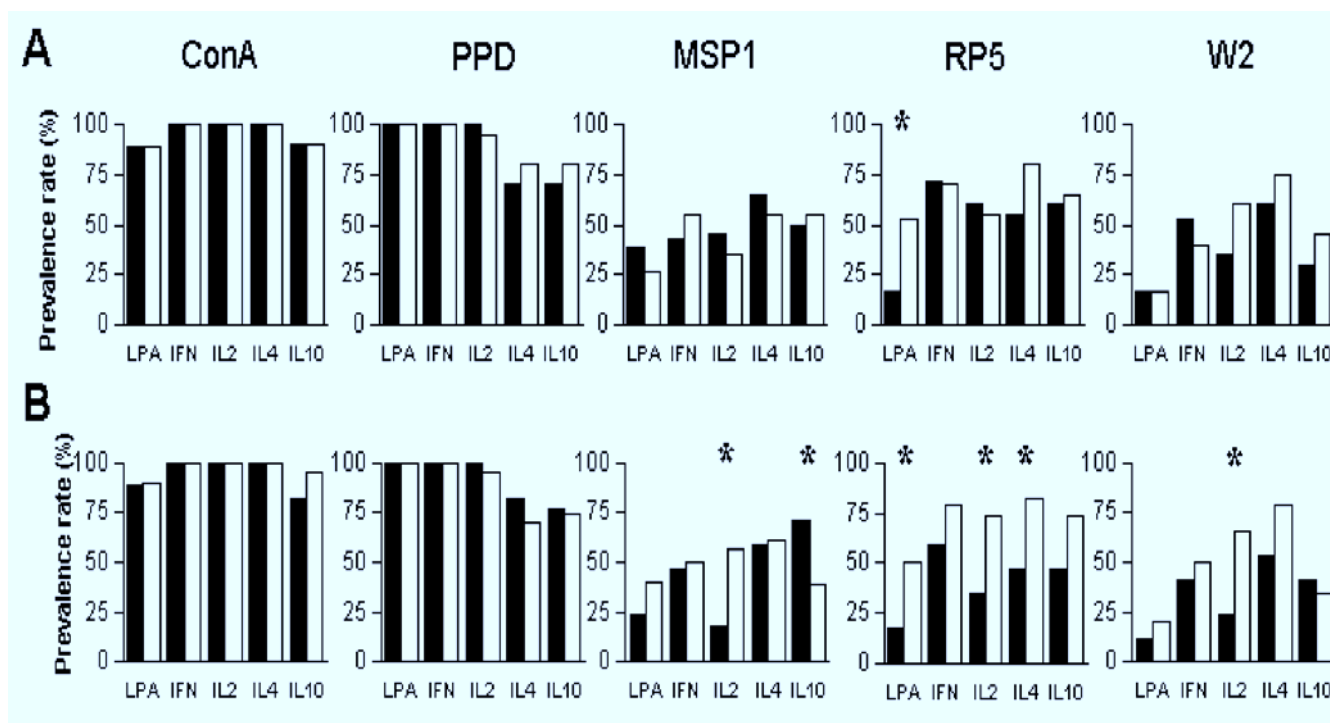 A
ConA PPD MSP1 RP5 W2
Prevalence rate (%)
100 100 100 100 100
*
75 75 75 75 75
50 50 50 50 50
25 25 25 25 25
0 0 0 0 0
LPA IFN IL2 IL4 IL10 LPA IFN IL2 IL4 IL10 LPA IFN IL2 IL4 IL10 LPA IFN IL2 IL4 IL10 LPA IFN IL2 IL4 IL10
B
Prevalence rate (%)
* * * * * *
100 100 100 100 100
75 75 75 75 75
50 50 50 50 50
25 25 25 25 25
0 0 0 0 0
LPA IFN IL2 IL4 IL10 LPA IFN IL2 IL4 IL10 LPA IFN IL2 IL4 IL10 LPA IFN IL2 IL4 IL10 LPA IFN IL2 IL4 IL10